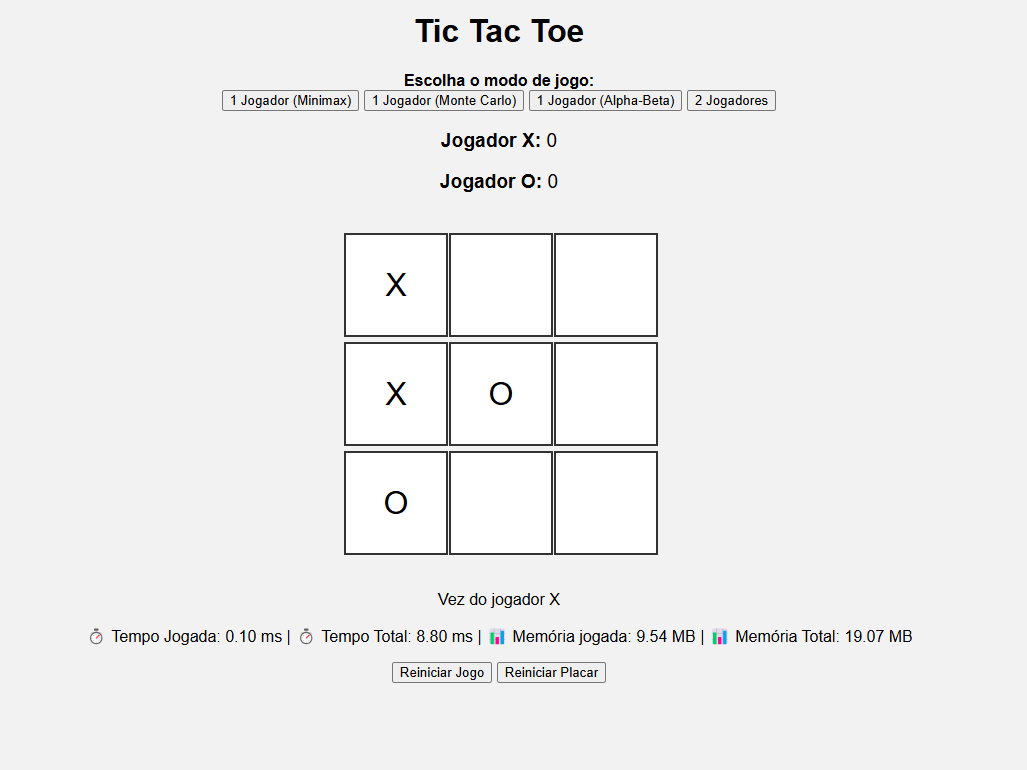 Tic Tac Toe
Escolha o modo de jogo:
1 Jogador (Minimax) 1 Jogador (Monte Carlo) 1 Jogador (Alpha-Beta) 2 Jogadores
Jogador X: 0
Jogador O: 0
X
X O
O
Vez do jogador X
Tempo Jogada: 0.10 ms | Tempo Total: 8.80 ms | Memória jogada: 9.54 MB | Memória Total: 19.07 MB
Reiniciar Jogo Reiniciar Placar